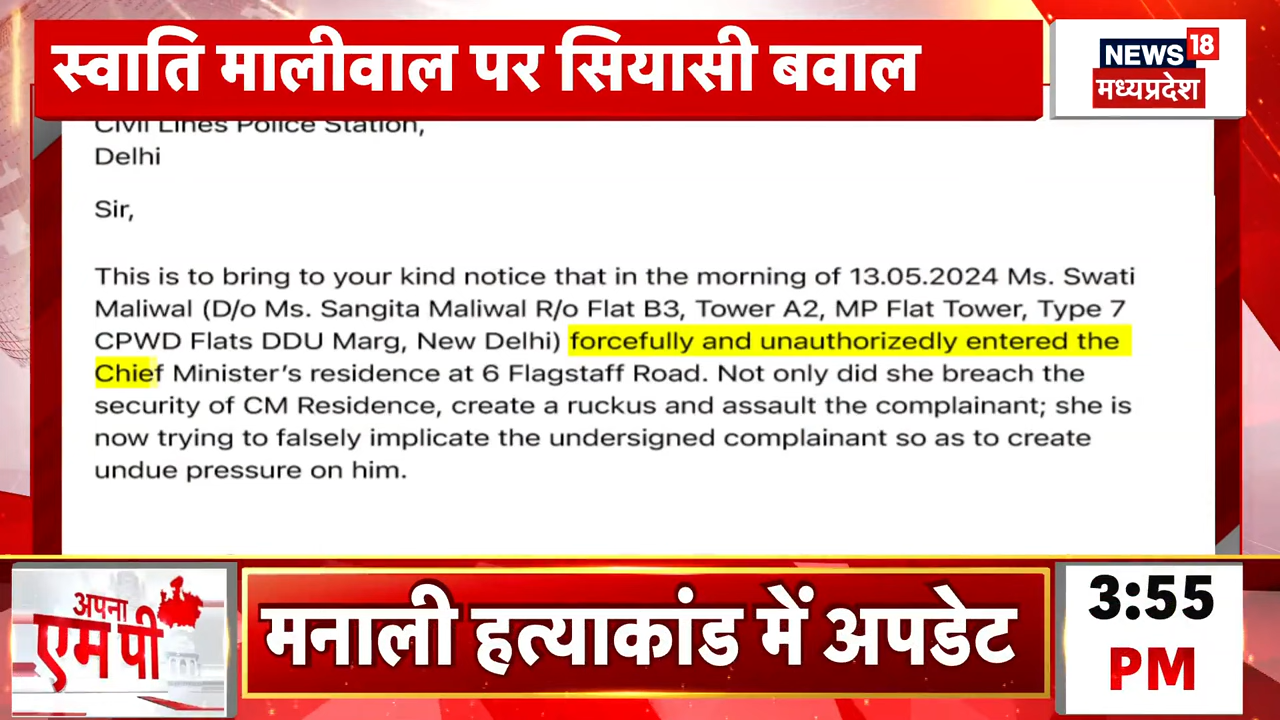 स्वाति मालीवाल पर सियासी बवाल
NEWS 18
मध्यप्रदेश
Civil Lines Police Station,
Delhi
Sir,
This is to bring to your kind notice that in the morning of 13.05.2024 Ms. Swati
Maliwal (D/o Ms. Sangita Maliwal R/o Flat B3, Tower A2, MP Flat Tower, Type 7
CPWD Flats DDU Marg, New Delhi) forcefully and unauthorizedly entered the
Chief Minister's residence at 6 Flagstaff Road. Not only did she breach the
security of CM Residence, create a ruckus and assault the complainant; she is
now trying to falsely implicate the undersigned complainant so as to create
undue pressure on him.
अपना
एमपी
मनाली हत्याकांड में अपडेट
3:55
PM